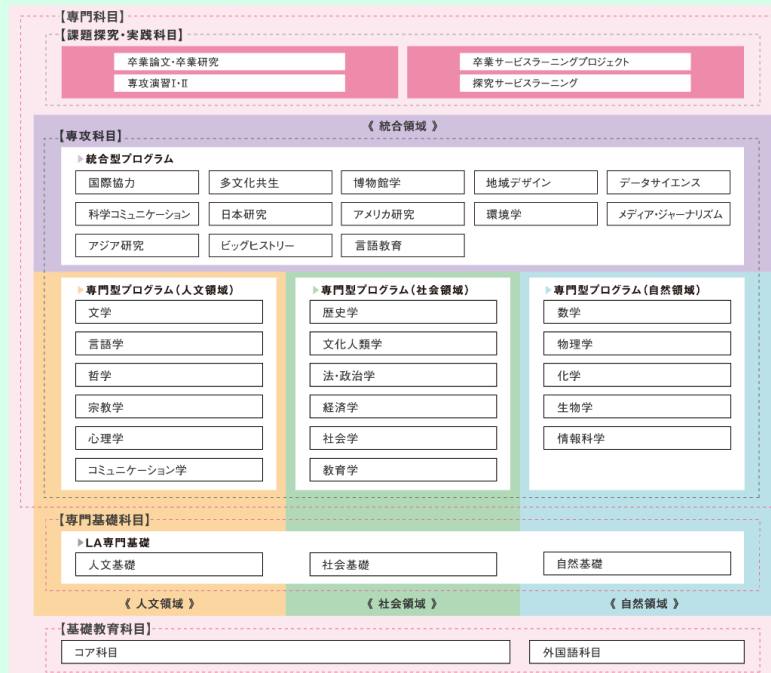 【専門科目】
【課題探究・実践科目】
卒業論文・卒業研究
専攻演習Ⅰ・Ⅱ
卒業サービスラーニングプロジェクト
探究サービスラーニング
《 統合領域 》
【専攻科目】
▶統合型プログラム
国際協力
多文化共生
博物館学
地域デザイン
データサイエンス
科学コミュニケーション
日本研究
アメリカ研究
環境学
メディア・ジャーナリズム
アジア研究
ビッグヒストリー
言語教育
▶専門型プログラム（人文領域）
文学
言語学
哲学
宗教学
心理学
コミュニケーション学
▶専門型プログラム（社会領域）
歴史学
文化人類学
法・政治学
経済学
社会学
教育学
▶専門型プログラム（自然領域）
数学
物理学
化学
生物学
情報科学
【専門基礎科目】
▶LA専門基礎
人文基礎
社会基礎
自然基礎
《 人文領域 》
《 社会領域 》
《 自然領域 》
【基礎教育科目】
コア科目
外国語科目